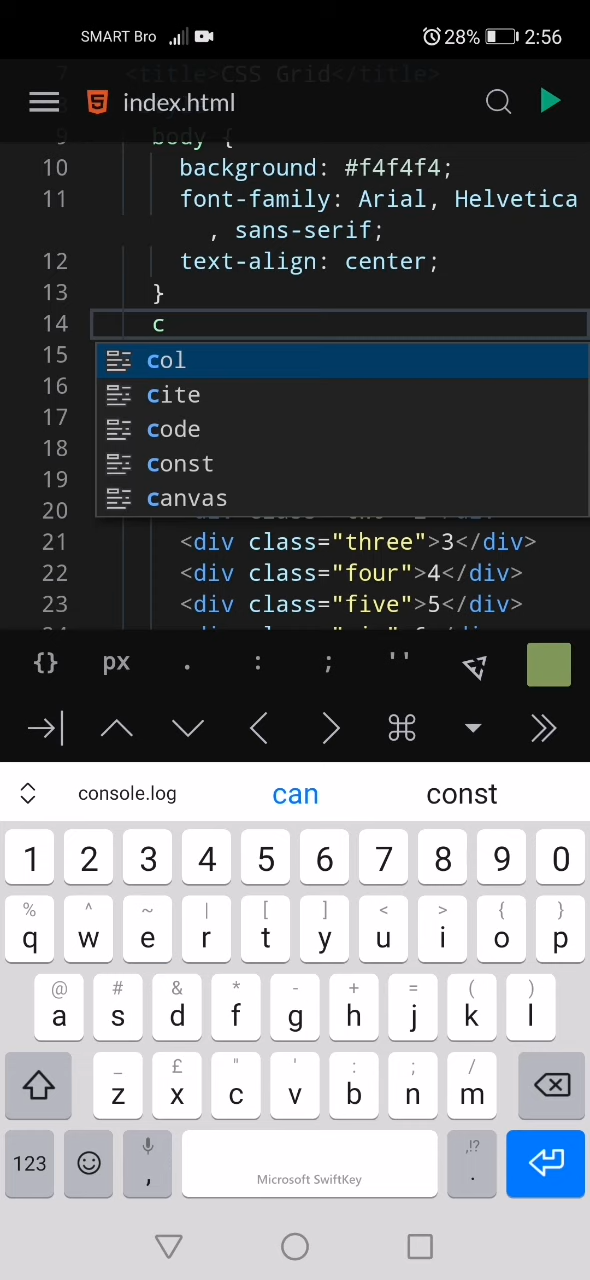 SMART Bro 28% 2:56
7 <title>CSS Grid</title>
index.html
9 body {
10 background: #f4f4f4;
11 font-family: Arial, Helvetica
, sans-serif;
12 text-align: center;
13 }
14 c
15 col
16 cite
17 code
18 const
19 canvas
20
21 <div class="three">3</div>
22 <div class="four">4</div>
23 <div class="five">5</div>
{} px . : ; ''
console.log can const
1 2 3 4 5 6 7 8 9 0
% ^ ~ | [ ] < > { }
q w e r t y u i o p
@ # & * - + = ( )
a s d f g h j k l
_ £ " ' : ; /
z x c v b n m
,!?
123 , Microsoft SwiftKey .